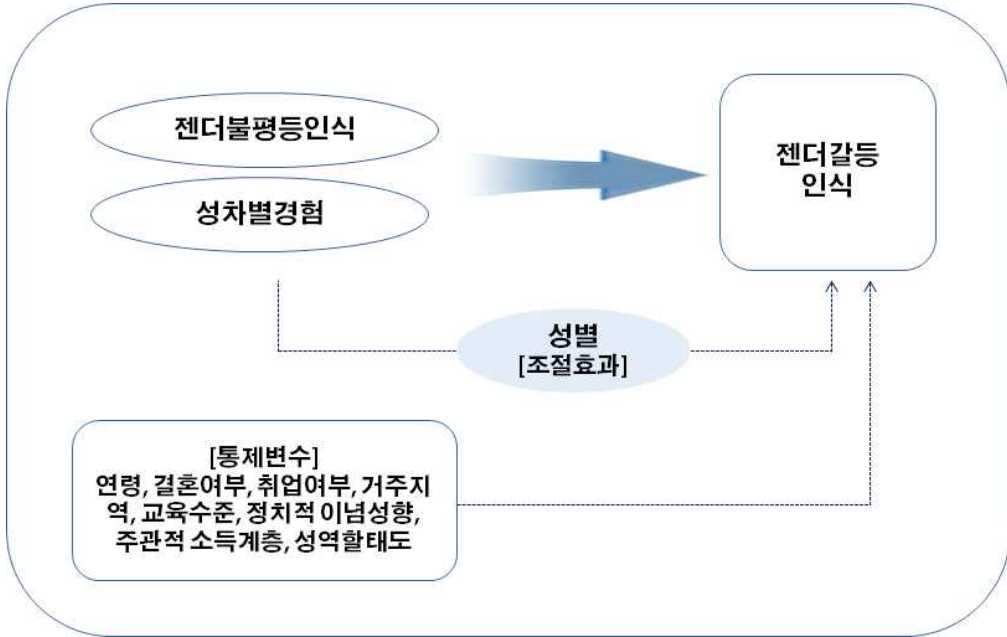 젠더불평등인식
성차별경험
젠더갈등
인식
성별
[조절효과]
[통제변수]
연령, 결혼여부, 취업여부, 거주지
역, 교육수준, 정치적 이념성향,
주관적 소득계층, 성역할태도